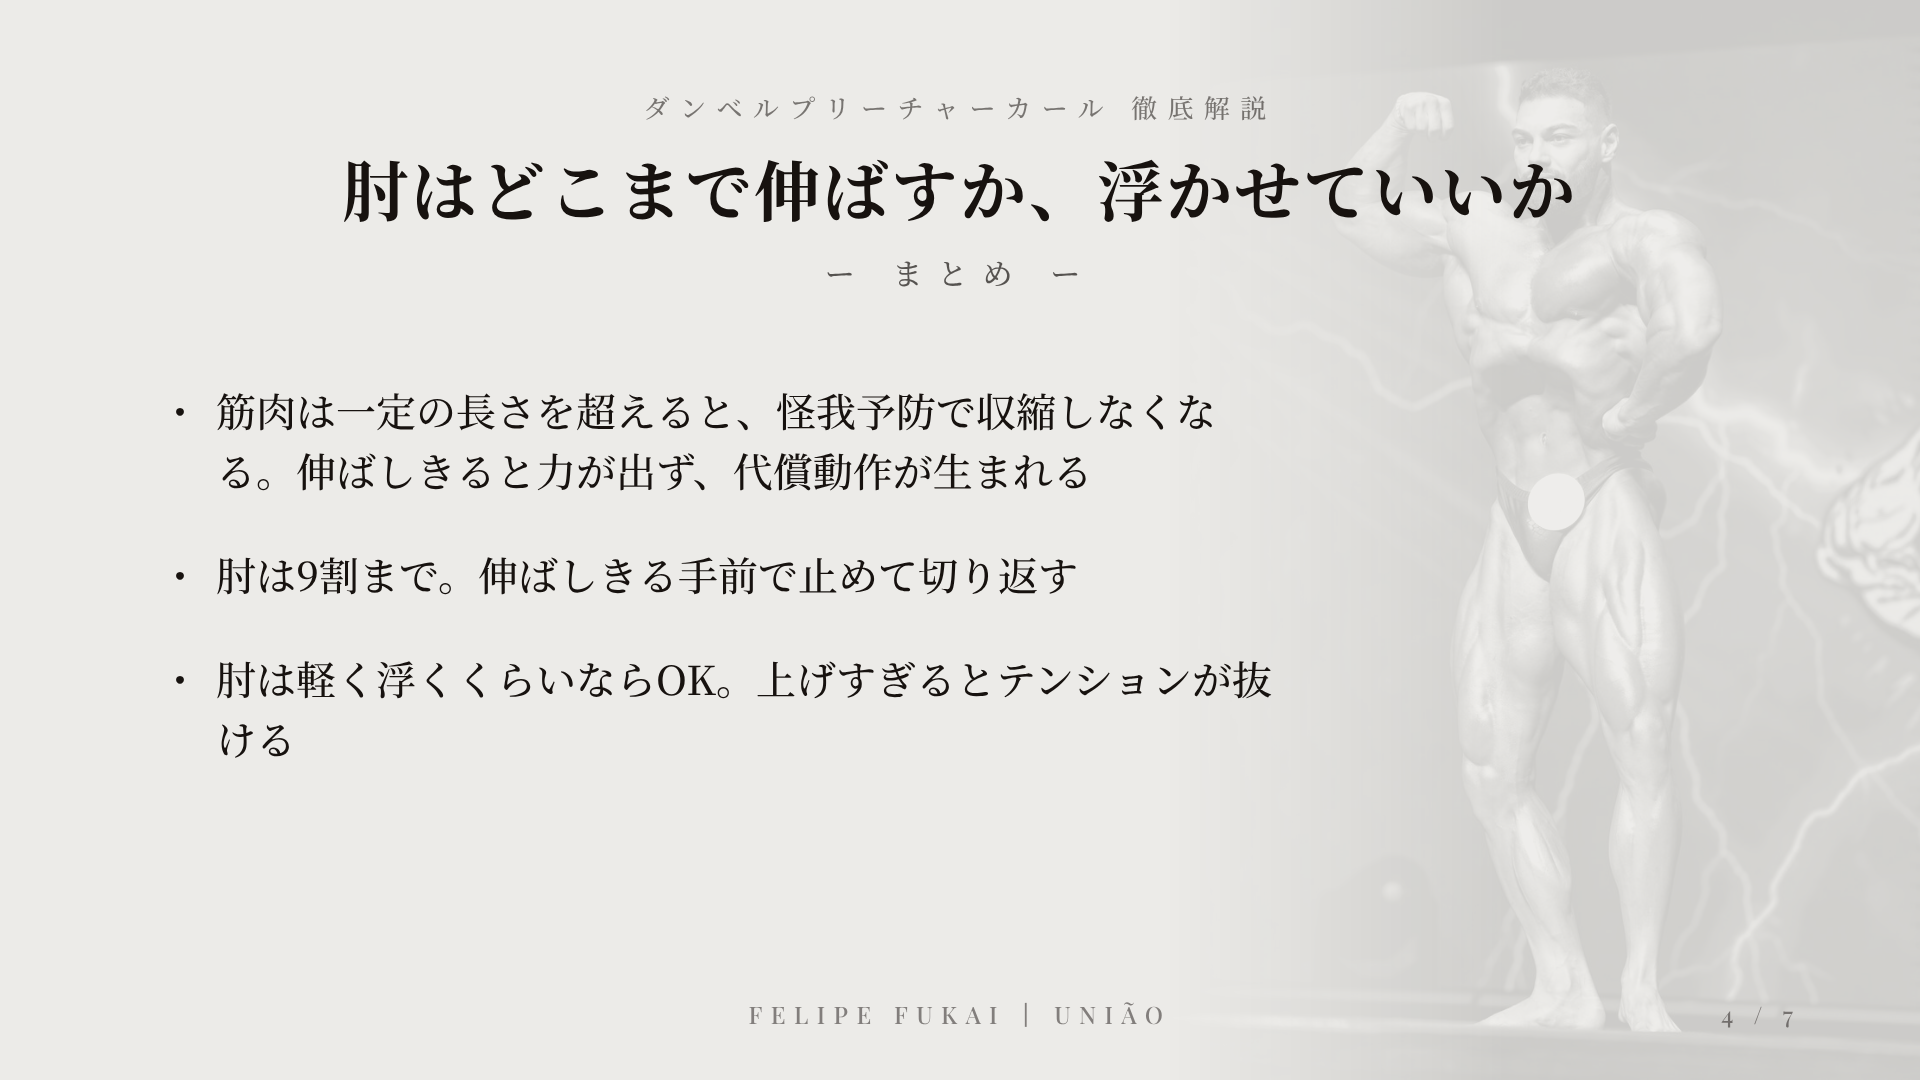 ダンベルプリーチャーカール 徹底解説
肘はどこまで伸ばすか、浮かせていいか
ー まとめ ー
・ 筋肉は一定の長さを超えると、怪我予防で収縮しなくな
る。伸ばしきると力が出ず、代償動作が生まれる
・ 肘は9割まで。伸ばしきる手前で止めて切り返す
・ 肘は軽く浮くくらいならOK。上げすぎるとテンションが抜
ける
FELIPE FUKAI | UNIÃO
4 / 7